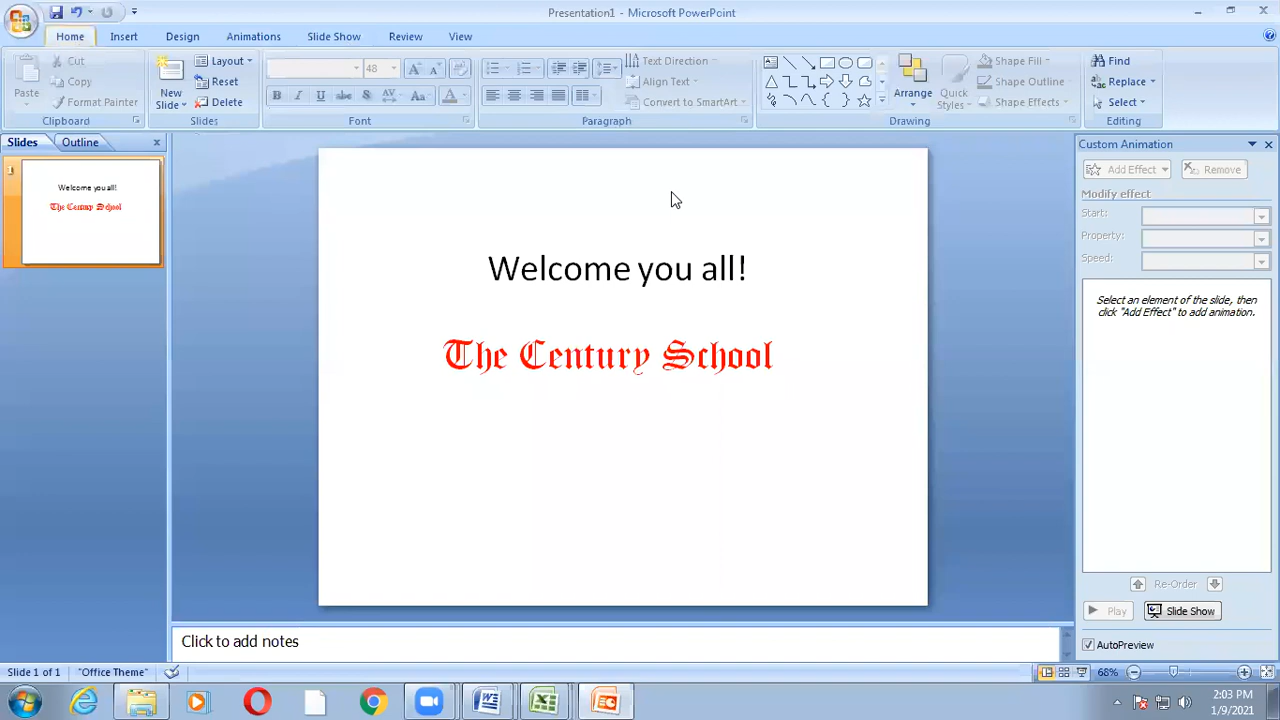 Presentation1 - Microsoft PowerPoint
Home Insert Design Animations Slide Show Review View
Paste
Cut
Copy
Format Painter
Clipboard
New Slide
Layout
Reset
Delete
Slides
48
B I U abc S AV Aa A
Font
Text Direction
Align Text
Convert to SmartArt
Paragraph
Arrange
Quick Styles
Shape Fill
Shape Outline
Shape Effects
Drawing
Find
Replace
Select
Editing
Slides Outline
1
Welcome you all!
The Century School
Welcome you all!
The Century School
Custom Animation
Add Effect Remove
Modify effect
Start:
Property:
Speed:
Select an element of the slide, then
click "Add Effect" to add animation.
Re-Order
Play Slide Show
AutoPreview
Click to add notes
Slide 1 of 1 "Office Theme" 68%
2:03 PM
1/9/2021